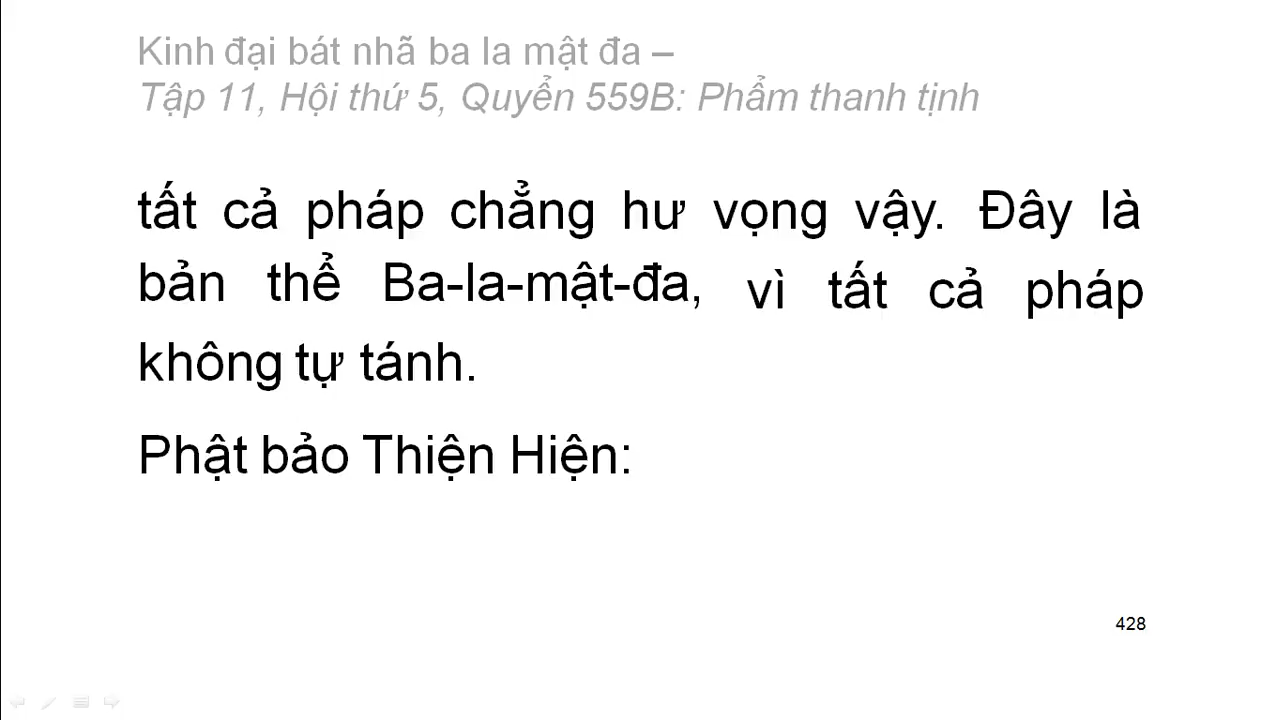 Kinh đại bát nhã ba la mật đa –
Tập 11, Hội thứ 5, Quyển 559B: Phẩm thanh tịnh
tất cả pháp chẳng hư vọng vậy. Đây là
bản thể Ba-la-mật-đa, vì tất cả pháp
không tự tánh.
Phật bảo Thiện Hiện:
428